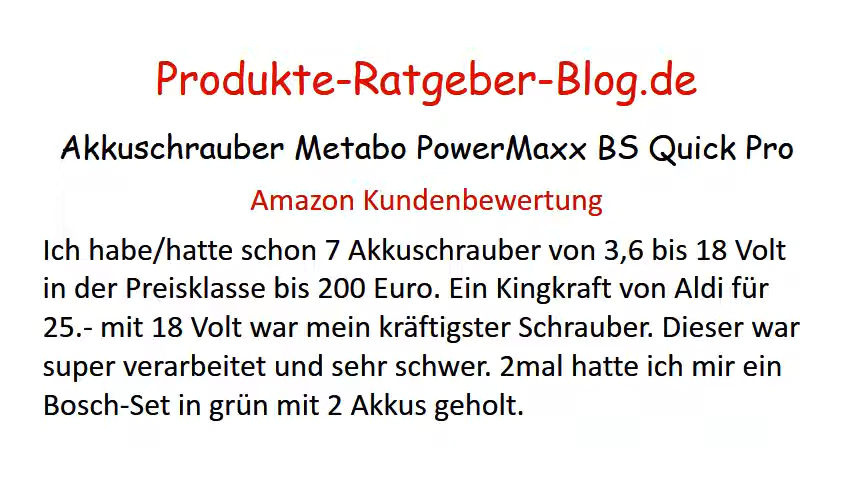 Produkte-Ratgeber-Blog.de
Akkuschrauber Metabo PowerMaxx BS Quick Pro
Amazon Kundenbewertung
Ich habe/hatte schon 7 Akkuschrauber von 3,6 bis 18 Volt
in der Preisklasse bis 200 Euro. Ein Kingkraft von Aldi für
25.- mit 18 Volt war mein kräftigster Schrauber. Dieser war
super verarbeitet und sehr schwer. 2mal hatte ich mir ein
Bosch-Set in grün mit 2 Akkus geholt.